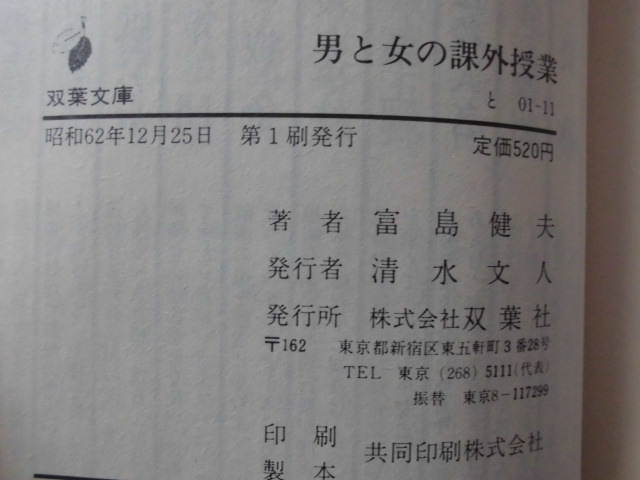 男と女の課外授業
双葉文庫
と 01-11
昭和62年12月25日 第1刷発行
定価520円
著者 富島健夫
発行者 清水文人
発行所 株式会社双葉社
〒162 東京都新宿区東五軒町3番28号
TEL 東京(268)5111(代表)
振替 東京8-117299
印刷
製本
共同印刷株式会社